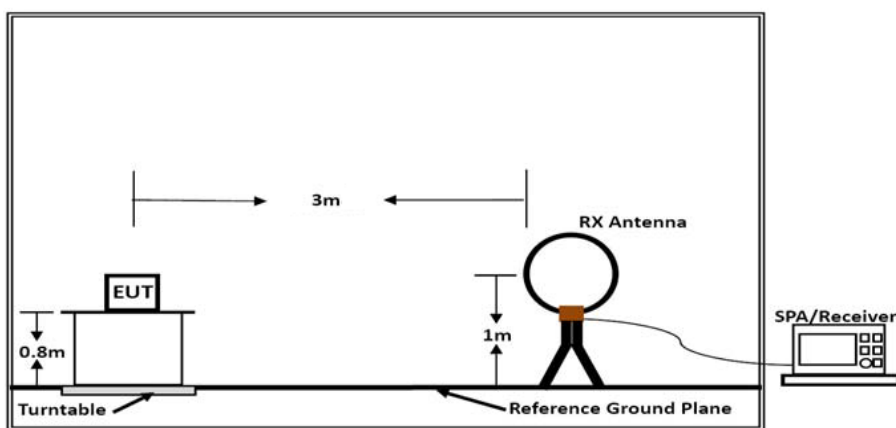 3m
RX Antenna
EUT
SPA/Receiver
0.8m
1m
Turntable
Reference Ground Plane